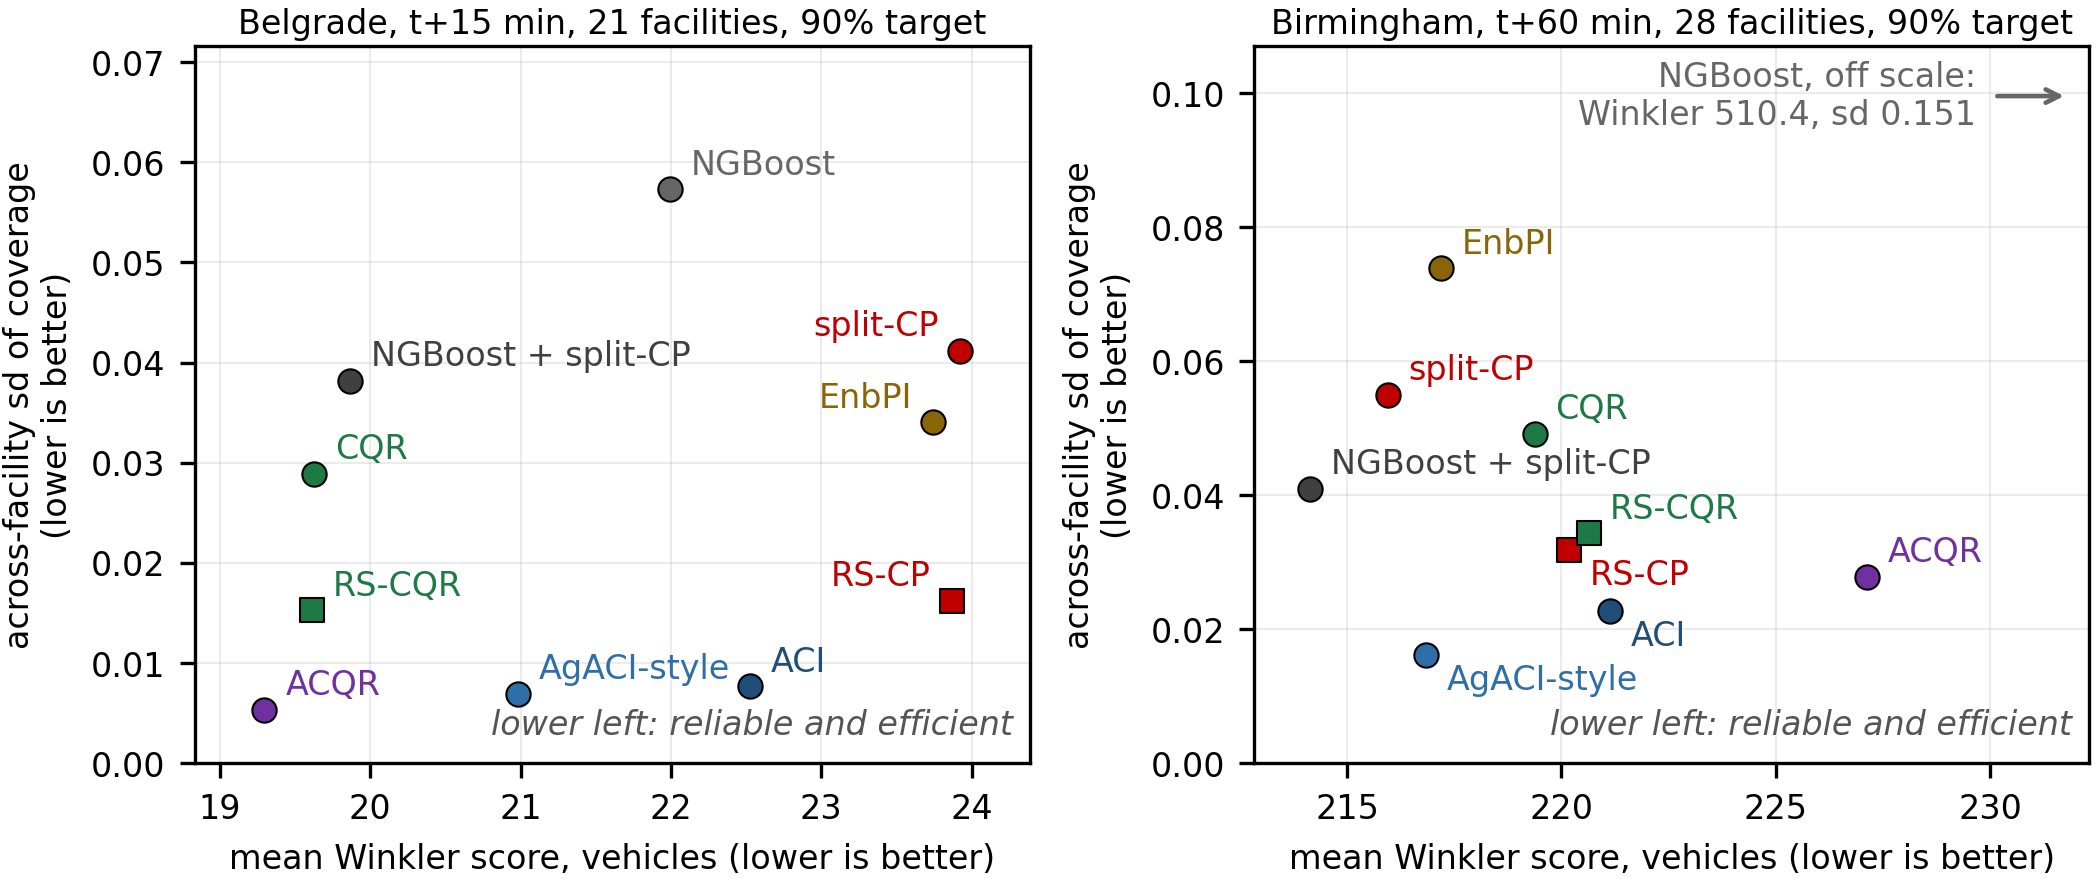 Belgrade, t+15 min, 21 facilities, 90% target
across-facility sd of coverage
(lower is better)
0.07
0.06
0.05
0.04
0.03
0.02
0.01
0.00
NGBoost
split-CP
NGBoost + split-CP
EnbPI
CQR
RS-CQR
RS-CP
ACQR
AgACI-style
ACI
lower left: reliable and efficient
19
20
21
22
23
24
mean Winkler score, vehicles (lower is better)
Birmingham, t+60 min, 28 facilities, 90% target
across-facility sd of coverage
(lower is better)
0.10
0.08
0.06
0.04
0.02
0.00
NGBoost, off scale:
Winkler 510.4, sd 0.151
EnbPI
split-CP
CQR
NGBoost + split-CP
RS-CQR
ACQR
RS-CP
ACI
AgACI-style
lower left: reliable and efficient
215
220
225
230
mean Winkler score, vehicles (lower is better)